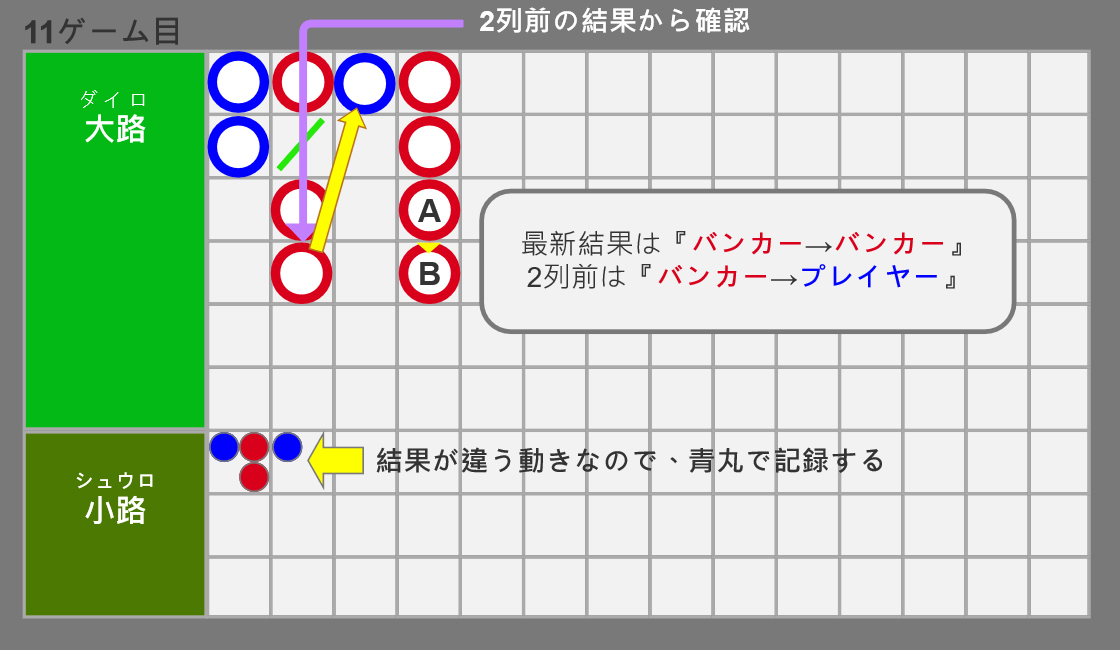 2列前の結果から確認
11ゲーム目
ダイロ
大路
A
B
最新結果は『バンカー→バンカー』
2列前は『バンカー→プレイヤー』
シュウロ
小路
結果が違う動きなので、青丸で記録する